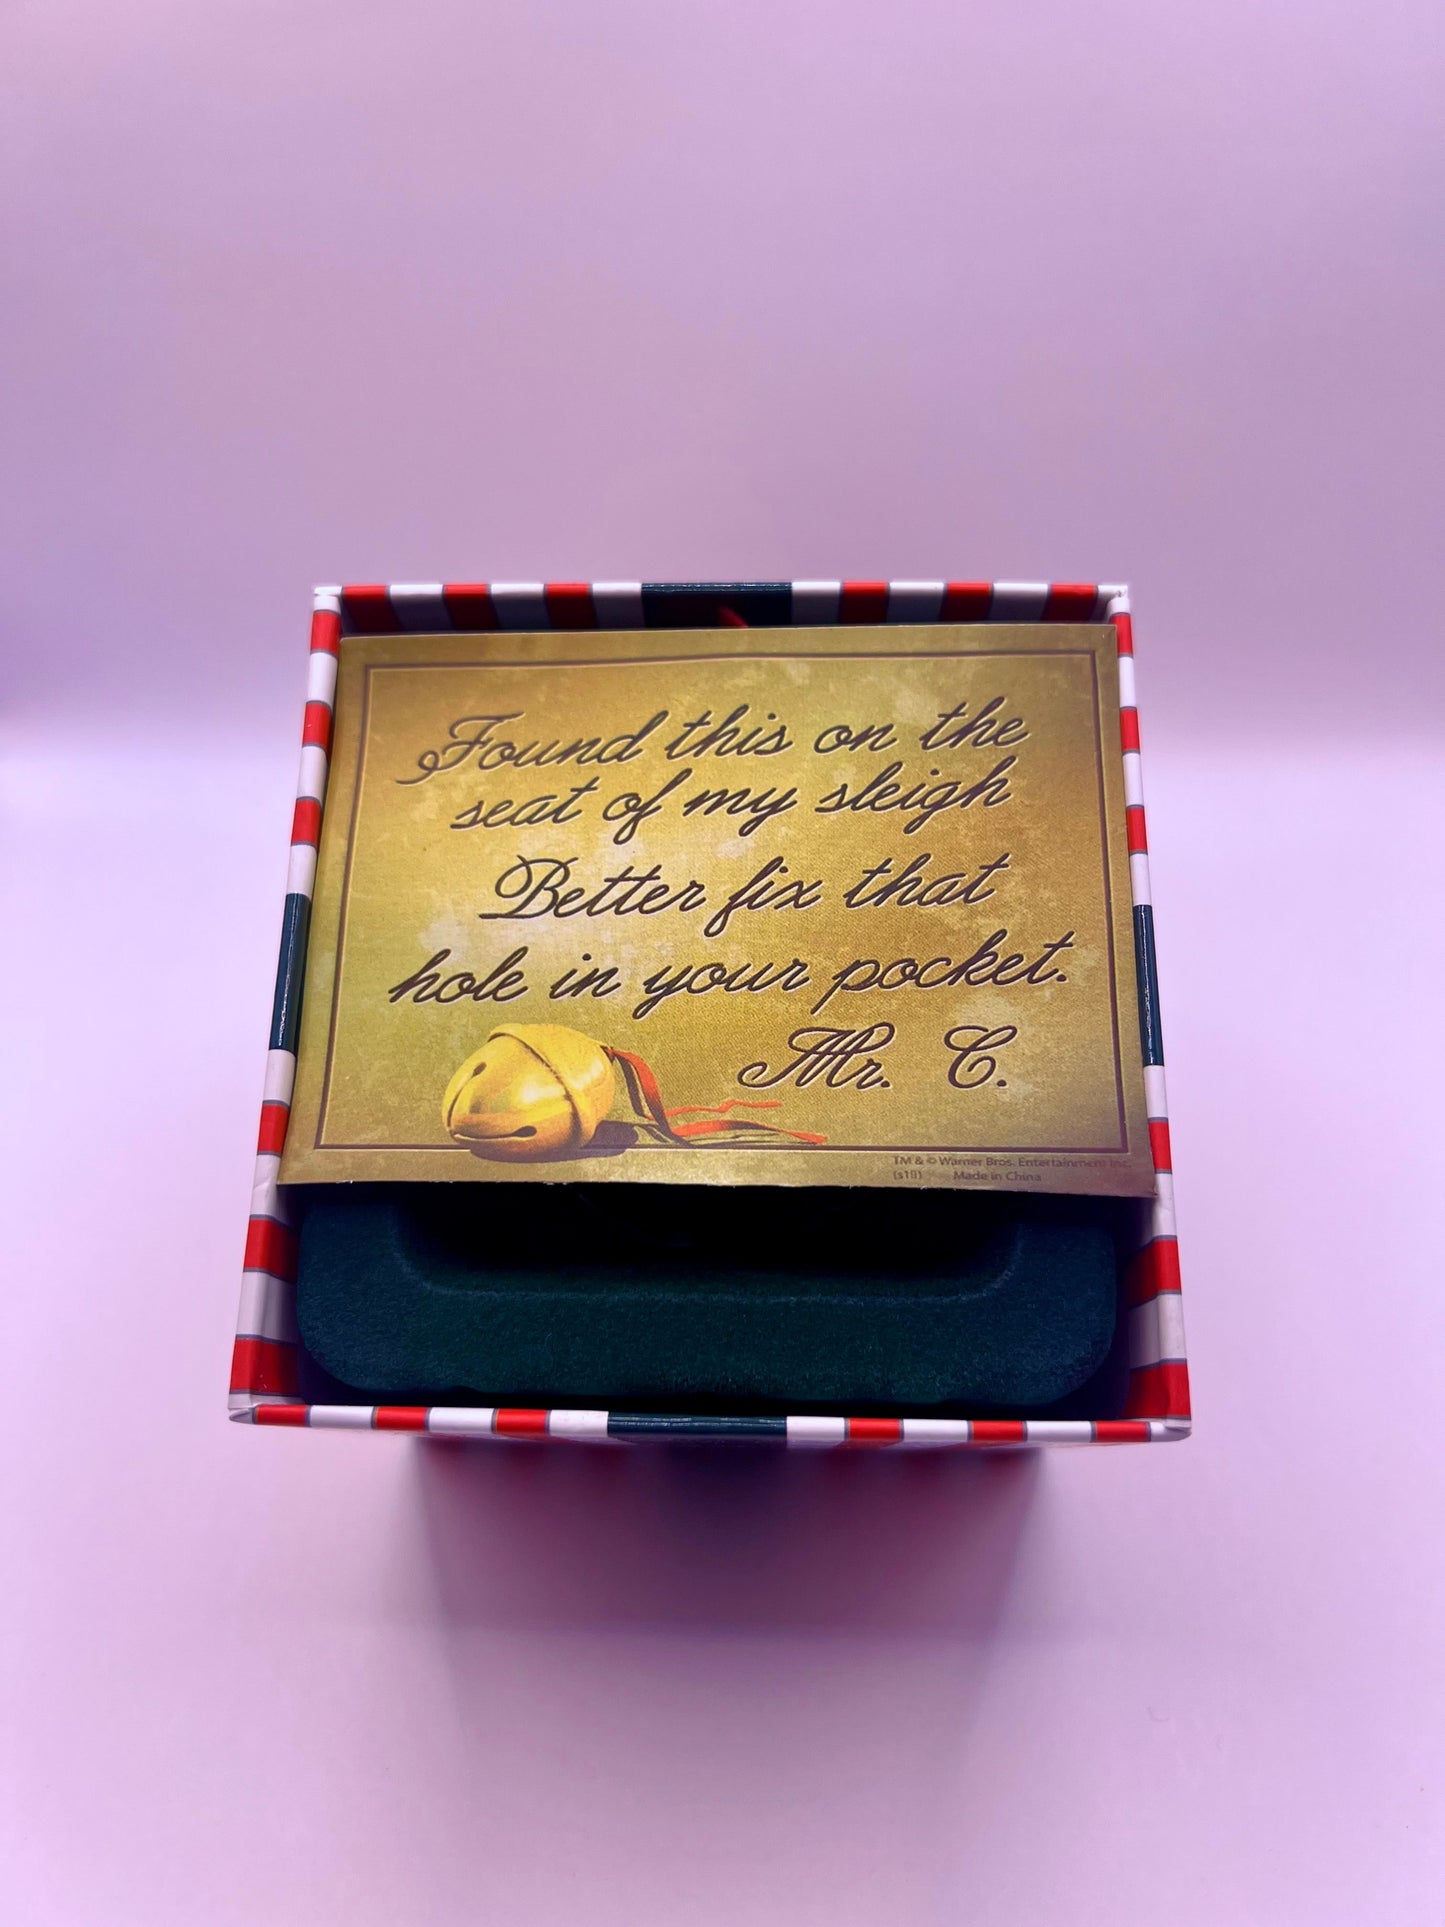 Found this on the
seat of my sleigh
Better fix that
hole in your pocket.
Mr. C.
TM & © Warner Bros. Entertainment Inc.
Made in China